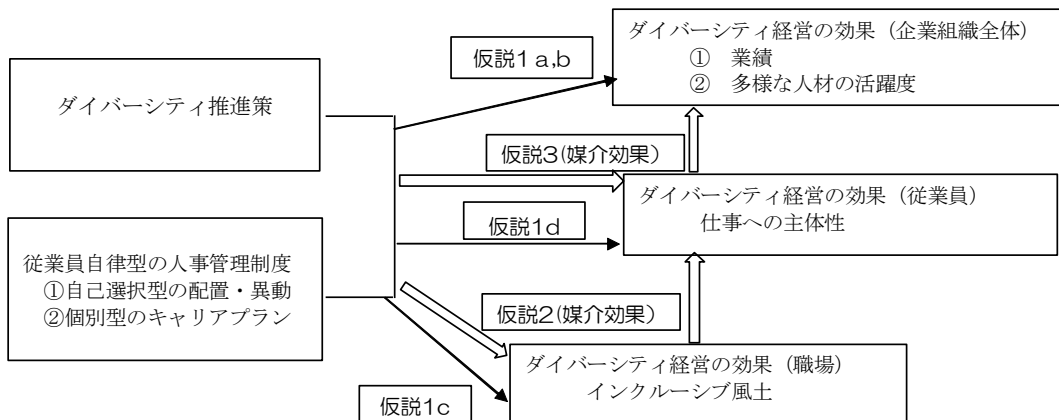 ダイバーシティ推進策
従業員自律型の人事管理制度
①自己選択型の配置・異動
②個別型のキャリアプラン
仮説1a,b
ダイバーシティ経営の効果（企業組織全体）
① 業績
② 多様な人材の活躍度
仮説3(媒介効果）
ダイバーシティ経営の効果（従業員）
仕事への主体性
仮説1d
仮説2(媒介効果）
ダイバーシティ経営の効果（職場）
インクルーシブ風土
仮説1c